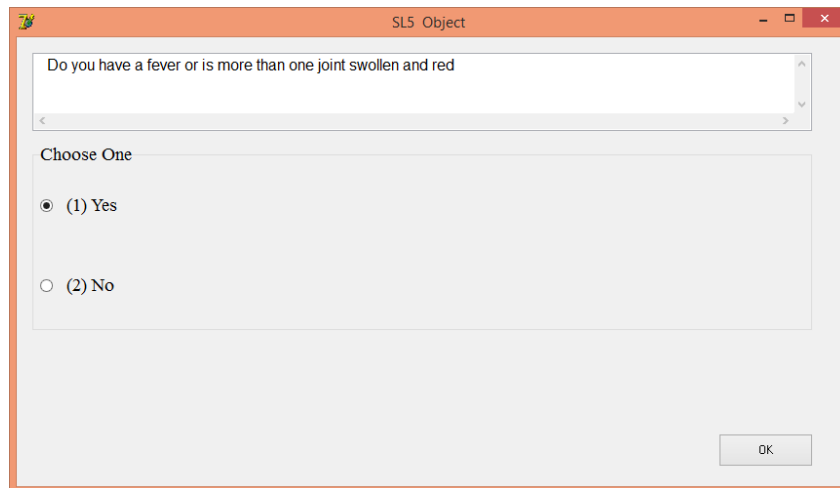 SL5 Object
Do you have a fever or is more than one joint swollen and red
Choose One
(1) Yes
(2) No
OK